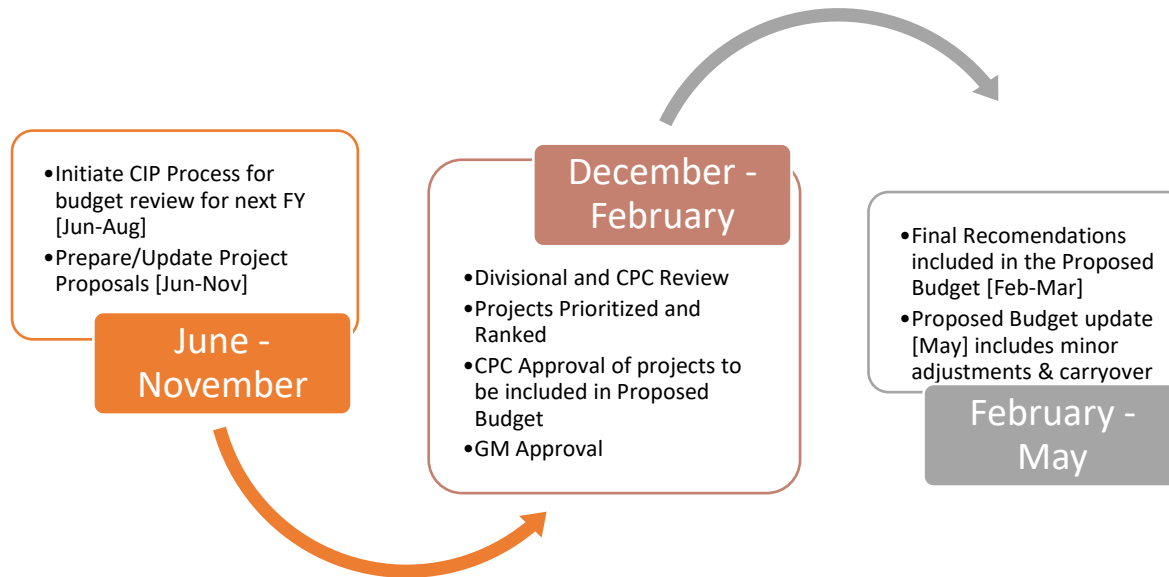 •Initiate CIP Process for
budget review for next FY
[Jun-Aug]
•Prepare/Update Project
Proposals [Jun-Nov]
June -
November
December -
February
•Divisional and CPC Review
•Projects Prioritized and
Ranked
•CPC Approval of projects to
be included in Proposed
Budget
•GM Approval
•Final Recomendations
included in the Proposed
Budget [Feb-Mar]
•Proposed Budget update
[May] includes minor
adjustments & carryover
February -
May